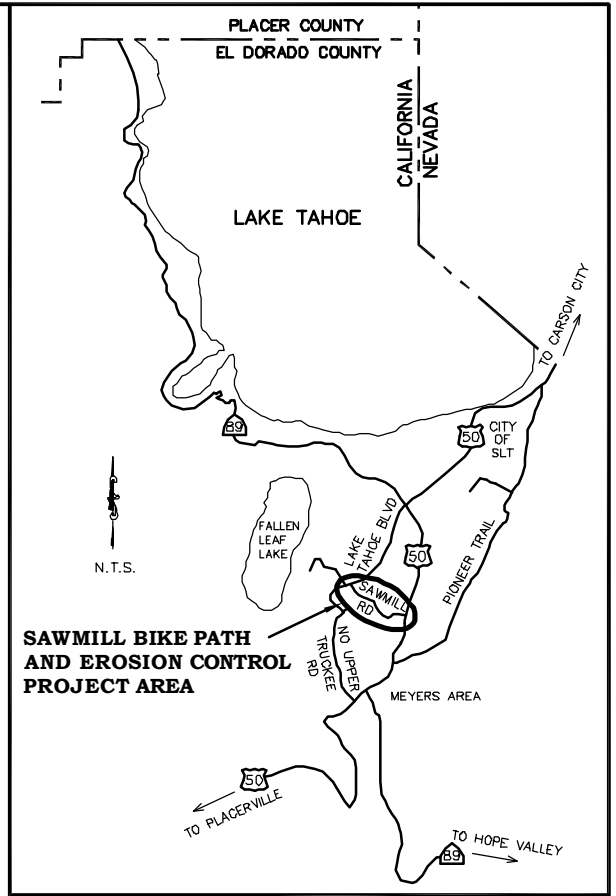 PLACER COUNTY
EL DORADO COUNTY
CALIFORNIA
NEVADA
LAKE TAHOE
TO CARSON CITY
89
50
CITY
OF
SLT
FALLEN
LEAF
LAKE
LAKE
TAHOE BLVD
50
PIONEER TRAIL
N.T.S.
SAWMILL
RD
SAWMILL BIKE PATH
AND EROSION CONTROL
PROJECT AREA
NO UPPER
TRUCKEE
RD
MEYERS AREA
50
TO PLACERVILLE
TO HOPE VALLEY
89